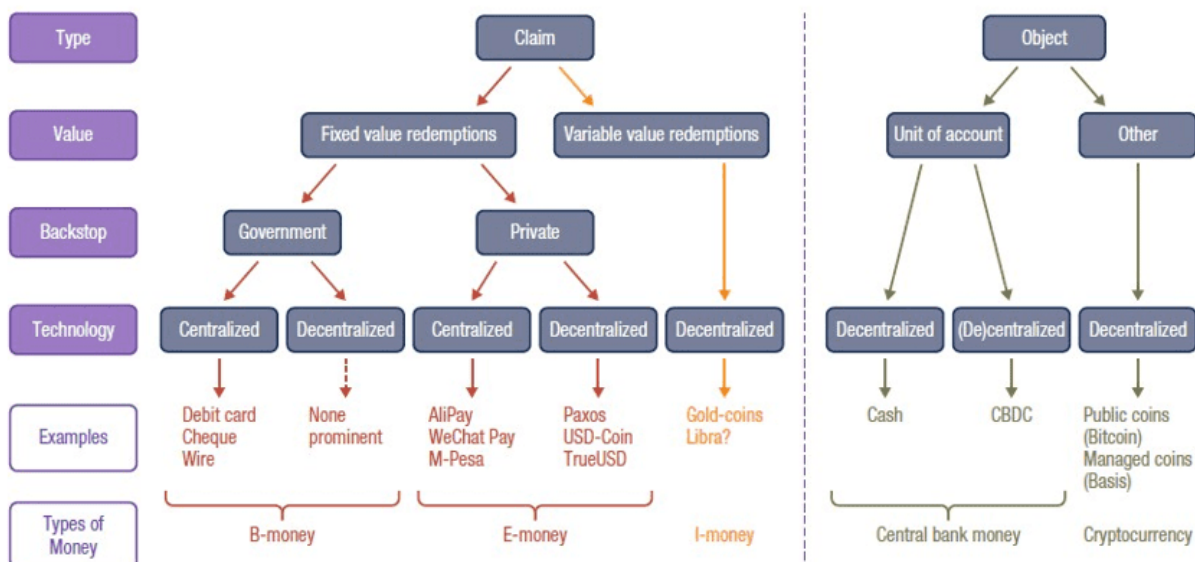 Type
Claim
Object
Value
Fixed value redemptions
Variable value redemptions
Unit of account
Other
Backstop
Government
Private
Technology
Centralized
Decentralized
Centralized
Decentralized
Decentralized
Decentralized
(De)centralized
Decentralized
Examples
Debit card
Cheque
Wire
None
prominent
AliPay
WeChat Pay
M-Pesa
Paxos
USD-Coin
TrueUSD
Gold-coins
Libra?
Cash
CBDC
Public coins
(Bitcoin)
Managed coins
(Basis)
Types of
Money
B-money
E-money
I-money
Central bank money
Cryptocurrency